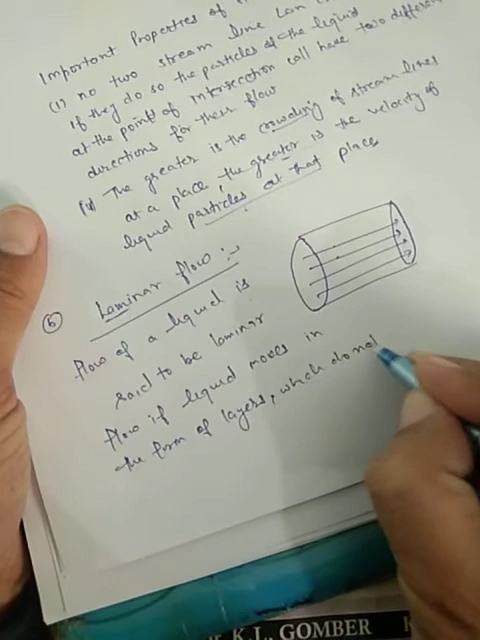 Important Properties of
(i) no two stream line can
If they do so the particles of the liquid
at the point of intersection will have two different
directions for their flow
(ii) The greater is the crowding of stream lines
at a place, the greater is the velocity of
liquid particles at that place
(b) Laminar flow :-
Flow of a liquid is
said to be laminar
flow if liquid moves in
the form of layers, which do not
K.L. GOMBER